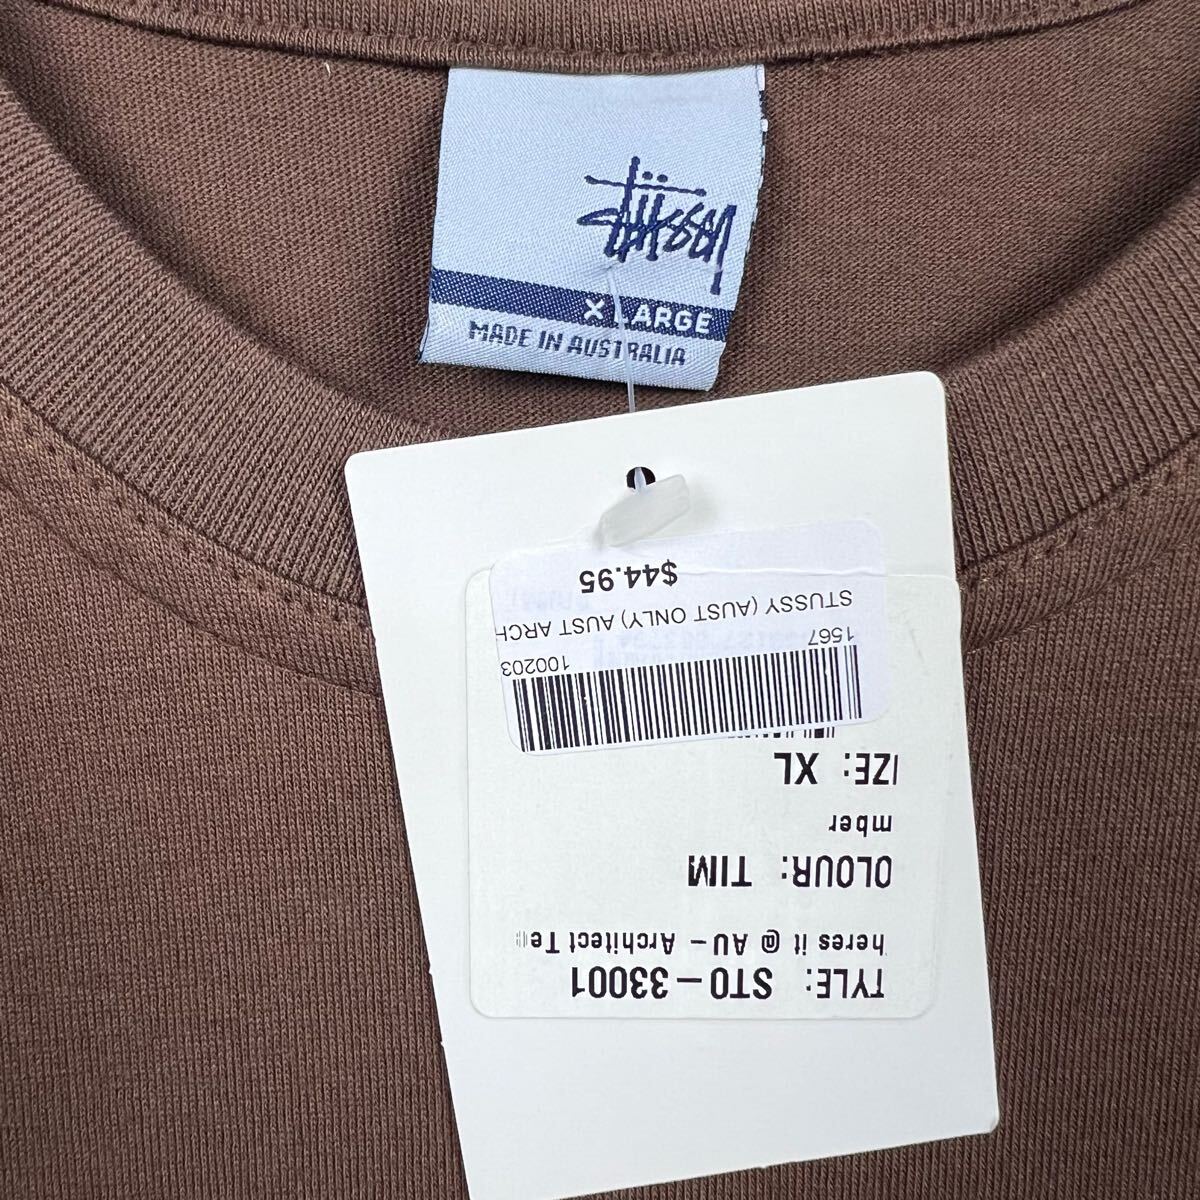 STÜSSY
X LARGE
MADE IN AUSTRALIA
TYLE: STO-33001
heres it @ AU- Architect Te
OLOUR: TIM
mber
IZE: XL
1567 100203
STUSSY (AUST ONLY) AUST ARCH
$44.95